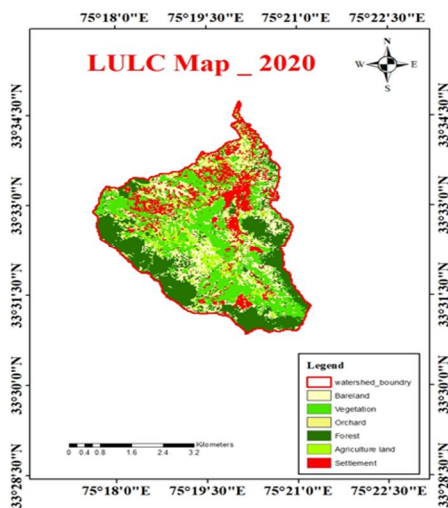 75°18'0"E 75°19'30"E 75°21'0"E 75°22'30"E
LULC Map _ 2020
N
W E
S
33°34'30"N 33°34'30"N
33°33'0"N 33°33'0"N
33°31'30"N 33°31'30"N
33°30'0"N 33°30'0"N
33°28'30"N 33°28'30"N
Legend
watershed_boundry
Bareland
Vegetation
Orchard
Forest
Agriculture land
Settlement
Kilometers
0 0.4 0.8 1.6 2.4 3.2
75°18'0"E 75°19'30"E 75°21'0"E 75°22'30"E